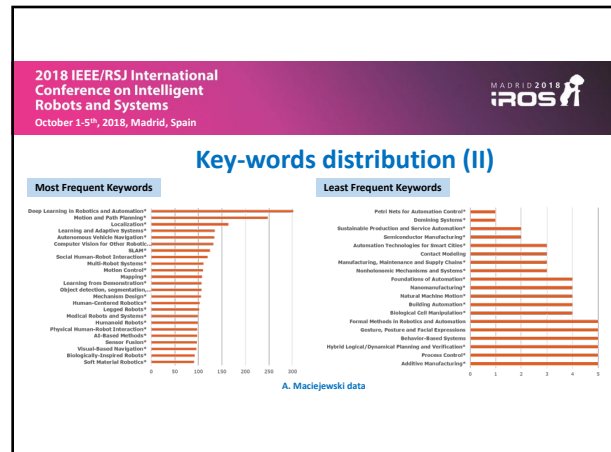 2018 IEEE/RSJ International
Conference on Intelligent
Robots and Systems
October 1-5th, 2018, Madrid, Spain
MADRID 2018
iROS
Key-words distribution (II)
Most Frequent Keywords
Deep Learning in Robotics and Automation*
Motion and Path Planning*
Localization*
Learning and Adaptive Systems*
Autonomous Vehicle Navigation*
Computer Vision for Other Robotic...
SLAM*
Social Human-Robot Interaction*
Multi-Robot Systems*
Motion Control*
Mapping*
Learning from Demonstration*
Object detection, segmentation,...
Mechanism Design*
Human-Centered Robotics*
Legged Robots*
Medical Robots and Systems*
Humanoid Robots*
Physical Human-Robot Interaction*
AI-Based Methods*
Sensor Fusion*
Visual-Based Navigation*
Biologically-Inspired Robots*
Soft Material Robotics*
0 50 100 150 200 250 300
Least Frequent Keywords
Petri Nets for Automation Control*
Demining Systems*
Sustainable Production and Service Automation*
Semiconductor Manufacturing*
Automation Technologies for Smart Cities*
Contact Modeling
Manufacturing, Maintenance and Supply Chains*
Nonholonomic Mechanisms and Systems*
Foundations of Automation*
Nanomanufacturing*
Natural Machine Motion*
Building Automation*
Biological Cell Manipulation*
Formal Methods in Robotics and Automation
Gesture, Posture and Facial Expressions
Behavior-Based Systems
Hybrid Logical/Dynamical Planning and Verification*
Process Control*
Additive Manufacturing*
0 1 2 3 4 5
A. Maciejewski data